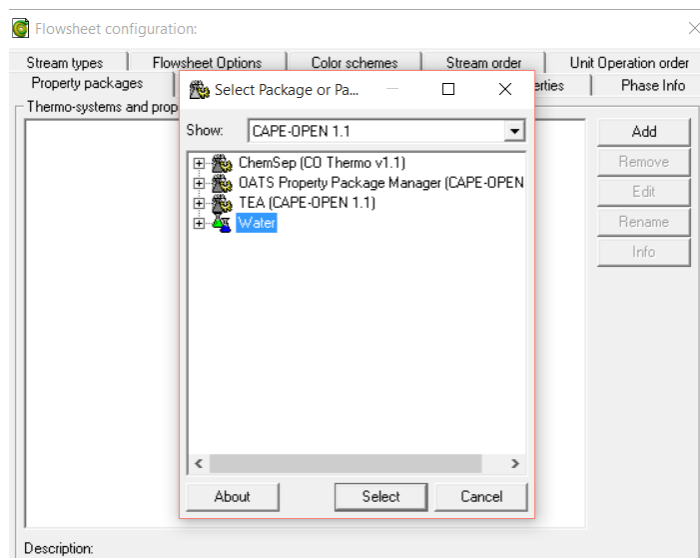 Flowsheet configuration:
Stream types Flowsheet Options Color schemes Stream order Unit Operation order
Property packages erties Phase Info
Thermo-systems and prop
Select Package or Pa...
Show: CAPE-OPEN 1.1
ChemSep (CO Thermo v1.1)
OATS Property Package Manager (CAPE-OPEN
TEA (CAPE-OPEN 1.1)
Water
About Select Cancel
Add
Remove
Edit
Rename
Info
Description: